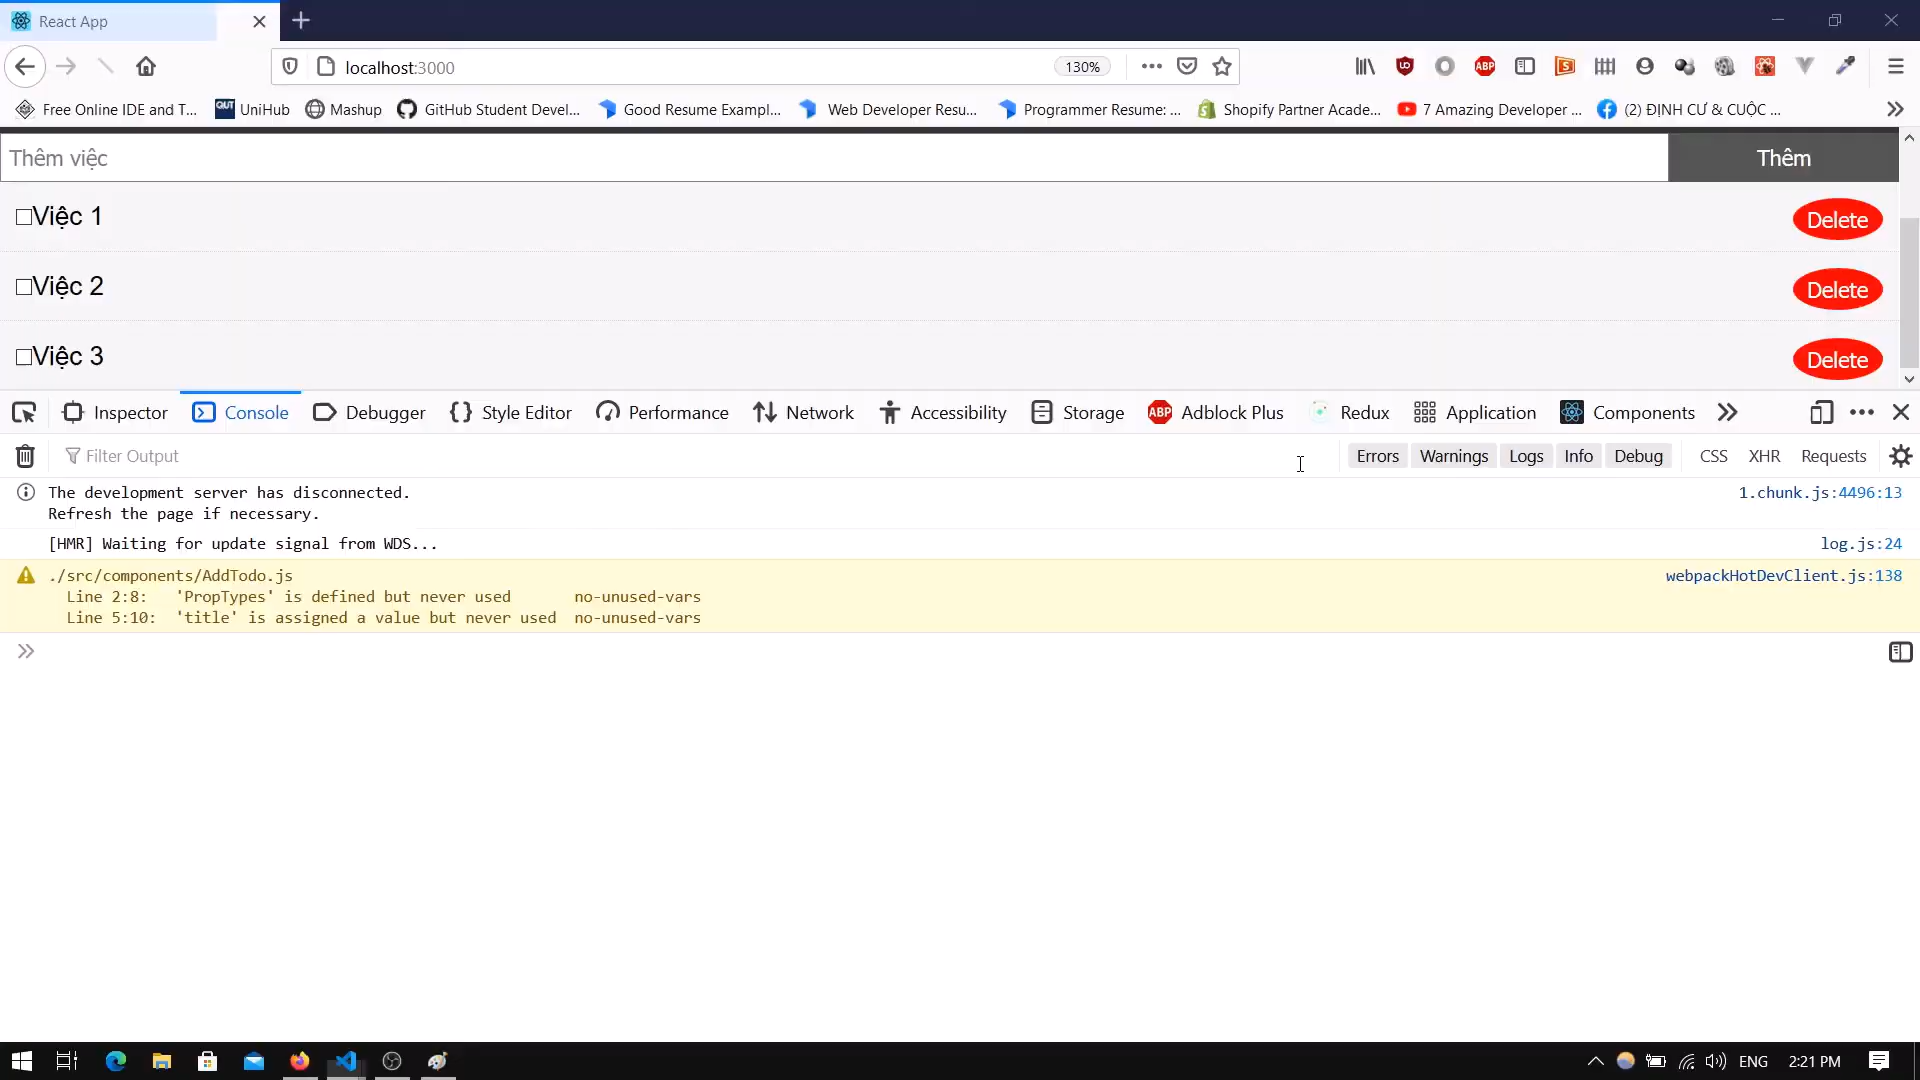 React App
localhost:3000
130%
ABP
Free Online IDE and T...
QUT
UniHub
Mashup
GitHub Student Devel...
Good Resume Exampl...
Web Developer Resu...
Programmer Resume: ...
Shopify Partner Acade...
7 Amazing Developer ...
(2) ĐỊNH CƯ & CUỘC ...
Thêm việc
Thêm
Việc 1
Delete
Việc 2
Delete
Việc 3
Delete
Inspector
Console
Debugger
Style Editor
Performance
Network
Accessibility
Storage
ABP
Adblock Plus
Redux
Application
Components
Filter Output
Errors
Warnings
Logs
Info
Debug
CSS
XHR
Requests
The development server has disconnected.
1.chunk.js:4496:13
Refresh the page if necessary.
[HMR] Waiting for update signal from WDS...
log.js:24
./src/components/AddTodo.js
webpackHotDevClient.js:138
Line 2:8: 'PropTypes' is defined but never used no-unused-vars
Line 5:10: 'title' is assigned a value but never used no-unused-vars
ENG
2:21 PM